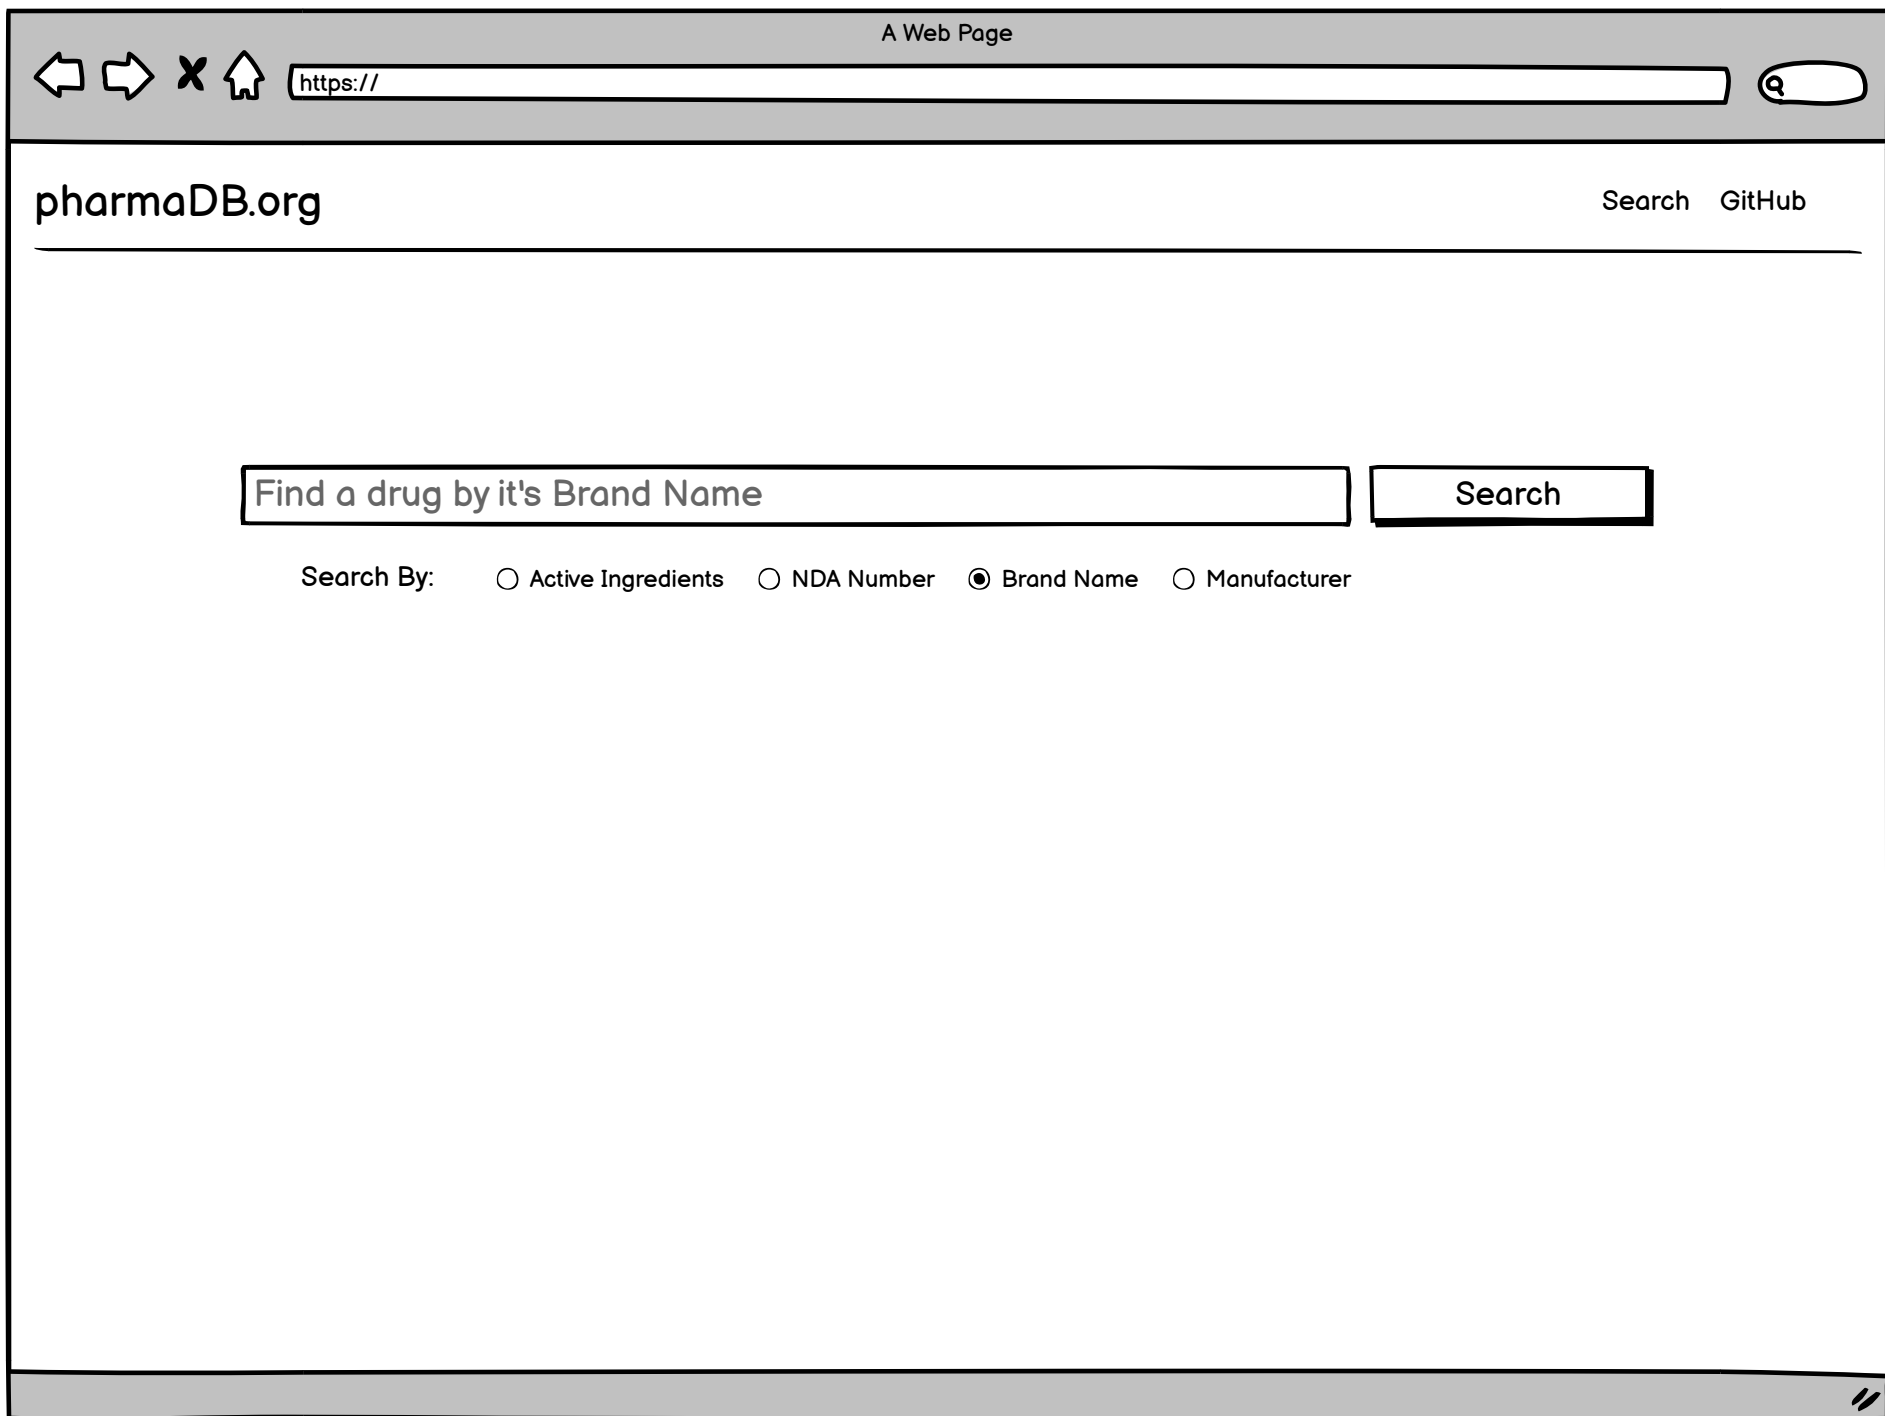 A Web Page
https://
pharmaDB.org
Search GitHub
Find a drug by it's Brand Name
Search
Search By: Active Ingredients NDA Number Brand Name Manufacturer